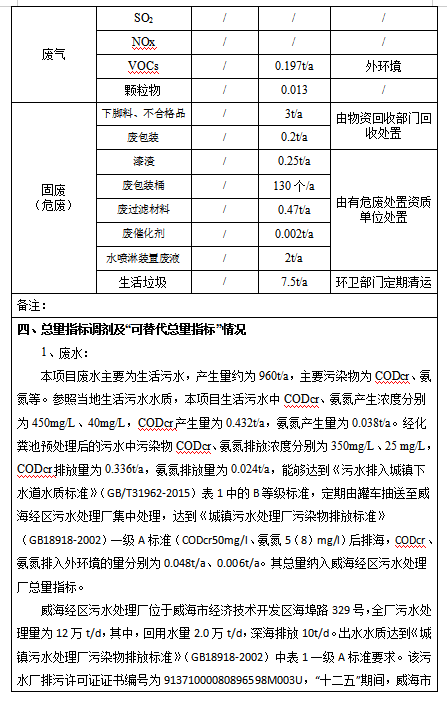 废气 SO₂ / / /
NOx / / /
VOCs / 0.197t/a 外环境
颗粒物 / 0.013 /
固废（危废） 下脚料、不合格品 / 3t/a 由物资回收部门回收处置
废包装 / 0.2t/a
漆渣 / 0.25t/a 由有危废处置资质单位处置
废包装桶 / 130 个/a
废过滤材料 / 0.47t/a
废催化剂 / 0.002t/a
水喷淋装置废液 / 2t/a
生活垃圾 / 7.5t/a 环卫部门定期清运
备注：
四、总量指标调剂及“可替代总量指标”情况
1、废水：
本项目废水主要为生活污水，产生量约为 960t/a，主要污染物为 CODcr、氨
氮等。参照当地生活污水水质，本项目生活污水中 CODcr、氨氮产生浓度分别
为 450mg/L、40mg/L，CODcr 产生量为 0.432t/a，氨氮产生量为 0.038t/a。经化
粪池预处理后的污水中污染物 CODcr、氨氮排放浓度分别为 350mg/L、25 mg/L，
CODcr 排放量为 0.336t/a，氨氮排放量为 0.024t/a，能够达到《污水排入城镇下
水道水质标准》（GB/T31962-2015）表 1 中的 B 等级标准，定期由罐车抽送至威
海经区污水处理厂集中处理，达到《城镇污水处理厂污染物排放标准》
（GB18918-2002）一级 A 标准（CODcr50mg/l、氨氮 5（8）mg/l）后排海，CODcr、
氨氮排入外环境的量分别为 0.048t/a、0.006t/a。其总量纳入威海经区污水处理
厂总量指标。
威海经区污水处理厂位于威海市经济技术开发区海埠路 329 号，全厂污水处
理量为 12 万 t/d，其中，回用水量 2.0 万 t/d，深海排放 10t/d。出水水质达到《城
镇污水处理厂污染物排放标准》（GB18918-2002）中表 1 一级 A 标准要求。该污
水厂排污许可证证书编号为 91371000080896598M003U，“十二五”期间，威海市